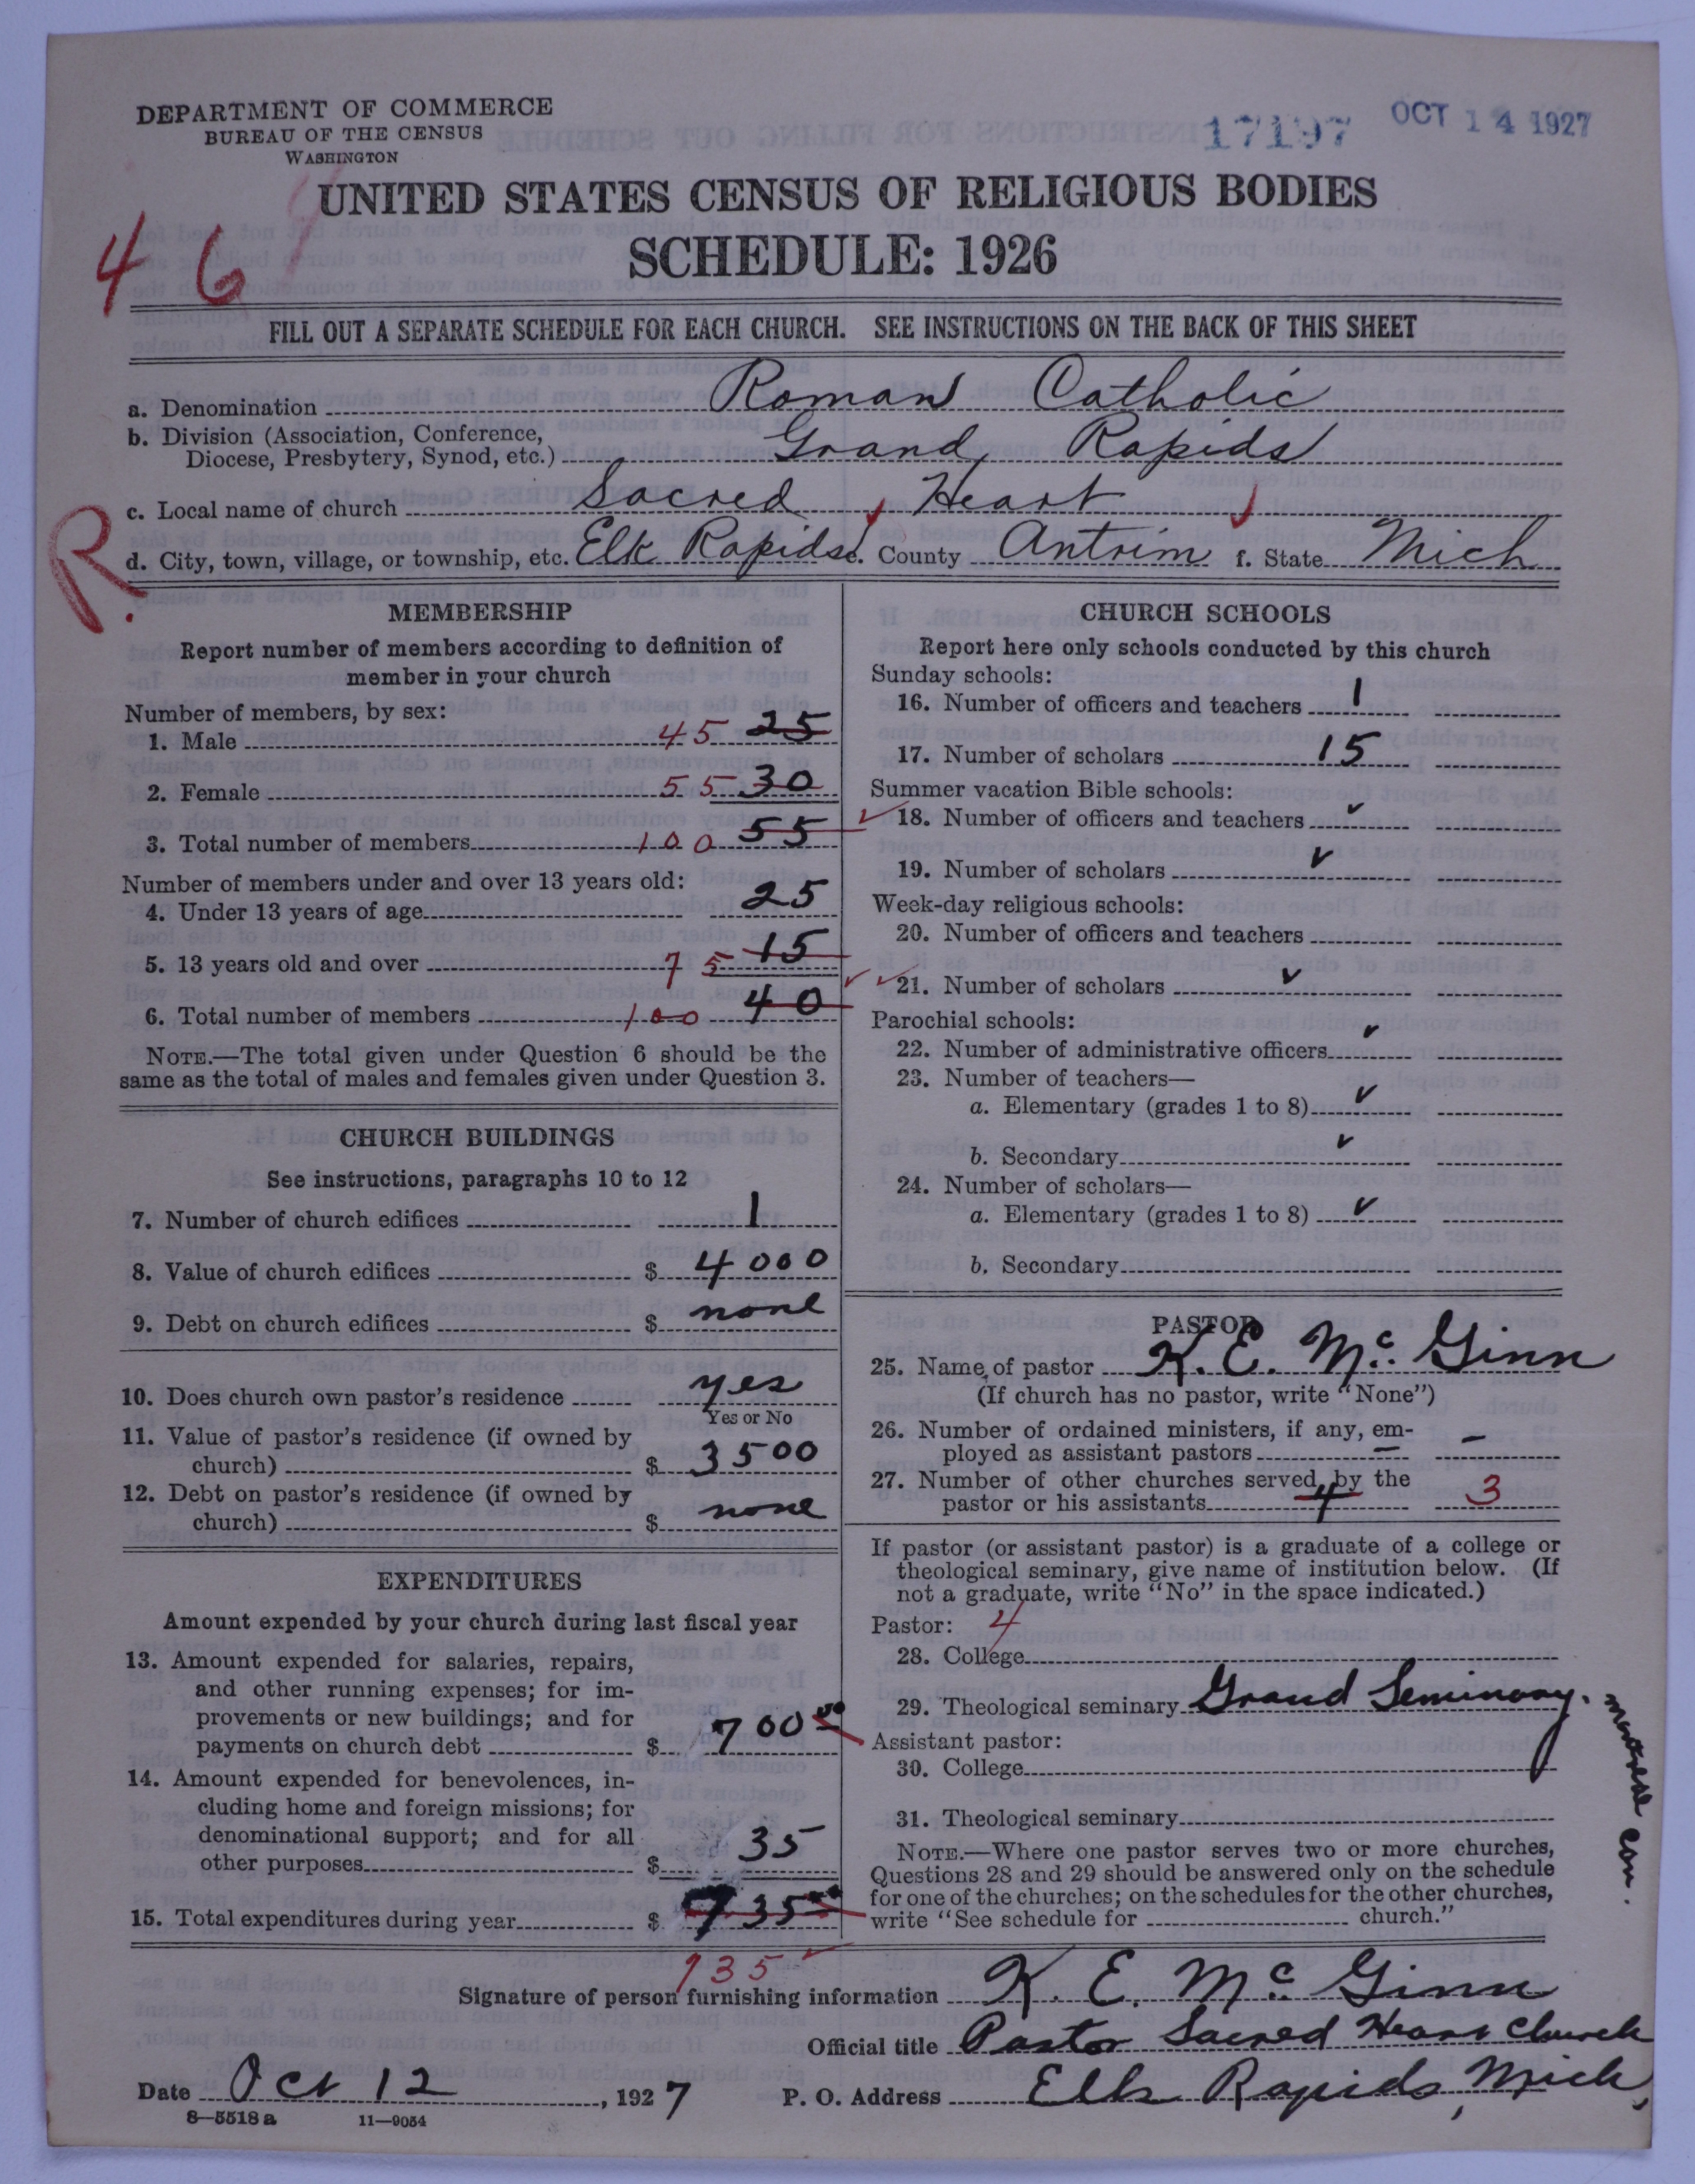 DEPARTMENT OF COMMERCE
BUREAU OF THE CENSUS
WASHINGTON
17197 OCT 14 1927
UNITED STATES CENSUS OF RELIGIOUS BODIES
SCHEDULE: 1926
4 6
FILL OUT A SEPARATE SCHEDULE FOR EACH CHURCH. SEE INSTRUCTIONS ON THE BACK OF THIS SHEET
a. Denomination Roman Catholic
b. Division (Association, Conference,
Diocese, Presbytery, Synod, etc.) Grand Rapids
c. Local name of church Sacred Heart
R.
d. City, town, village, or township, etc. Elk Rapids e. County Antrim f. State Mich
MEMBERSHIP
Report number of members according to definition of
member in your church
Number of members, by sex:
1. Male 45 25
2. Female 55 30
3. Total number of members 100 55
Number of members under and over 13 years old:
4. Under 13 years of age 25
5. 13 years old and over 75 15
6. Total number of members 100 40
NOTE.—The total given under Question 6 should be the
same as the total of males and females given under Question 3.
CHURCH BUILDINGS
See instructions, paragraphs 10 to 12
7. Number of church edifices 1
8. Value of church edifices $ 4000
9. Debt on church edifices $ none
10. Does church own pastor's residence yes
Yes or No
11. Value of pastor's residence (if owned by
church) $ 3500
12. Debt on pastor's residence (if owned by
church) $ none
EXPENDITURES
Amount expended by your church during last fiscal year
13. Amount expended for salaries, repairs,
and other running expenses; for im-
provements or new buildings; and for
payments on church debt $ 700 00
14. Amount expended for benevolences, in-
cluding home and foreign missions; for
denominational support; and for all
other purposes $ 35
15. Total expenditures during year $ 735
735
CHURCH SCHOOLS
Report here only schools conducted by this church
Sunday schools:
16. Number of officers and teachers 1
17. Number of scholars 15
Summer vacation Bible schools:
18. Number of officers and teachers
19. Number of scholars
Week-day religious schools:
20. Number of officers and teachers
21. Number of scholars
Parochial schools:
22. Number of administrative officers
23. Number of teachers—
a. Elementary (grades 1 to 8)
b. Secondary
24. Number of scholars—
a. Elementary (grades 1 to 8)
b. Secondary
PASTOR
25. Name of pastor K. E. Mc Ginn
(If church has no pastor, write "None")
26. Number of ordained ministers, if any, em-
ployed as assistant pastors — —
27. Number of other churches served by the
pastor or his assistants 4 3
If pastor (or assistant pastor) is a graduate of a college or
theological seminary, give name of institution below. (If
not a graduate, write "No" in the space indicated.)
Pastor: 4
28. College
29. Theological seminary Grand Seminary, Montreal Can.
Assistant pastor:
30. College
31. Theological seminary
NOTE.—Where one pastor serves two or more churches,
Questions 28 and 29 should be answered only on the schedule
for one of the churches; on the schedules for the other churches,
write "See schedule for church."
Signature of person furnishing information K. E. Mc Ginn
Official title Pastor Sacred Heart Church
Date Oct 12, 1927 P. O. Address Elk Rapids, Mich,
8—5518a 11—9054